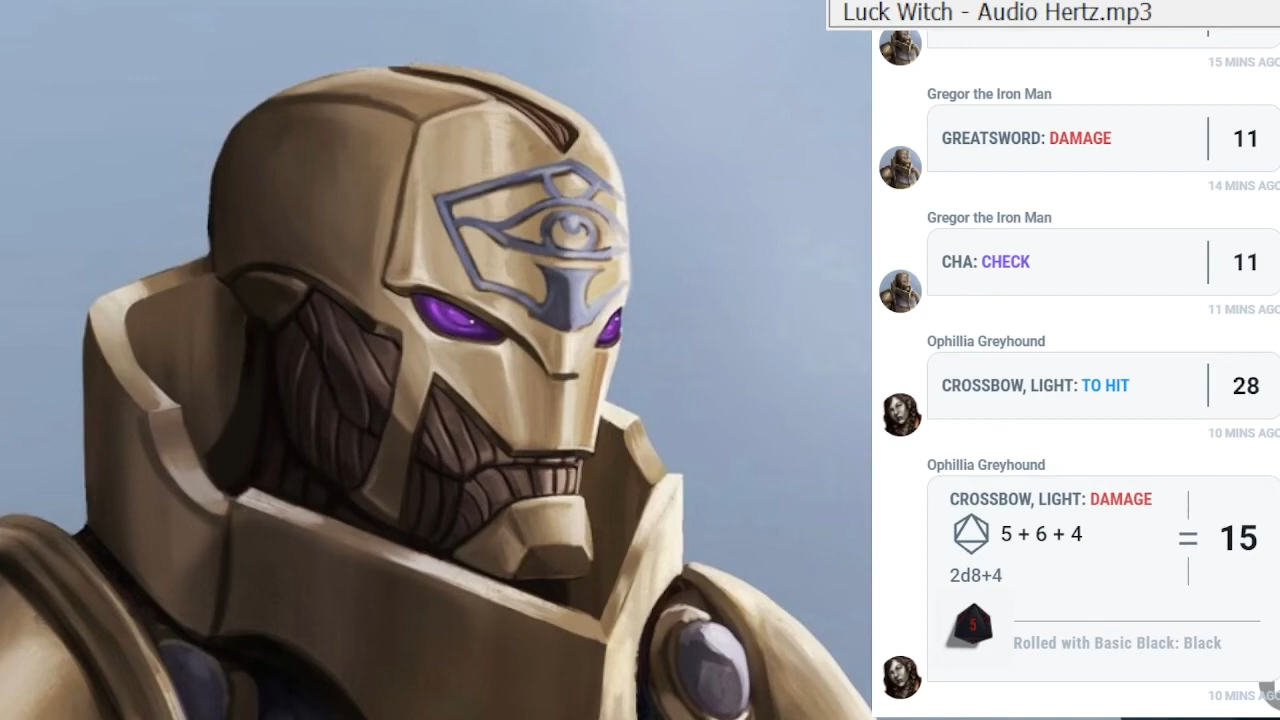 Luck Witch - Audio Hertz.mp3
15 MINS AGO
Gregor the Iron Man
GREATSWORD: DAMAGE
11
14 MINS AGO
Gregor the Iron Man
CHA: CHECK
11
11 MINS AGO
Ophillia Greyhound
CROSSBOW, LIGHT: TO HIT
28
10 MINS AGO
Ophillia Greyhound
CROSSBOW, LIGHT: DAMAGE
5 + 6 + 4 = 15
2d8+4
5
Rolled with Basic Black: Black
10 MINS AGO